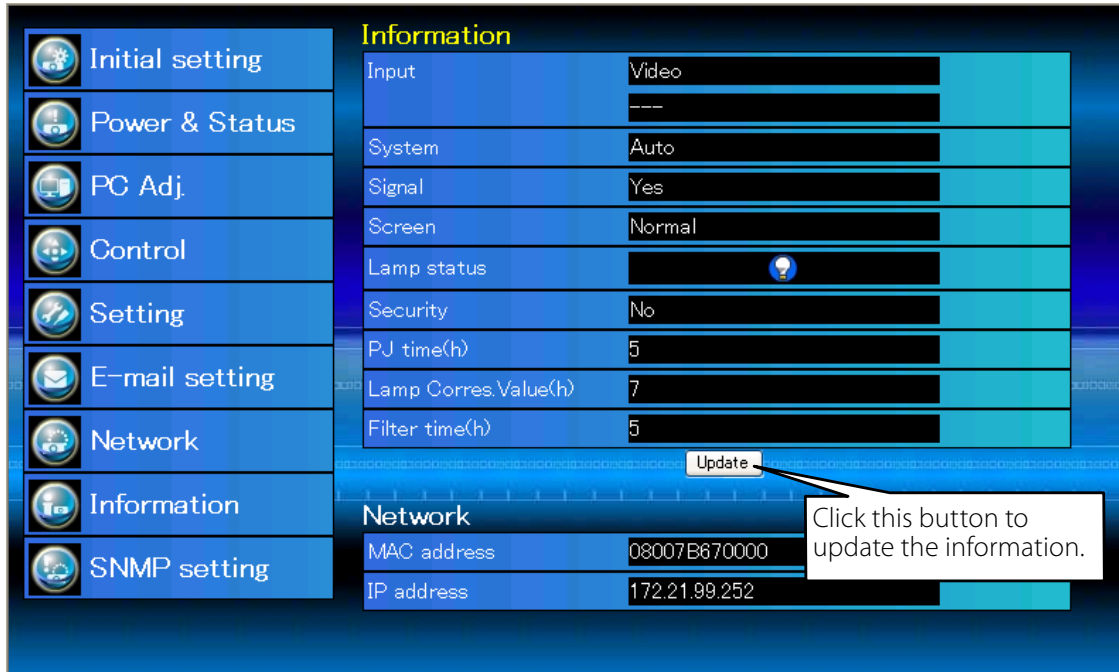 Initial setting
Power & Status
PC Adj.
Control
Setting
E-mail setting
Network
Information
SNMP setting
Information
Input Video
---
System Auto
Signal Yes
Screen Normal
Lamp status
Security No
PJ time(h) 5
Lamp Corres.Value(h) 7
Filter time(h) 5
Update
Click this button to
update the information.
Network
MAC address 08007B670000
IP address 172.21.99.252